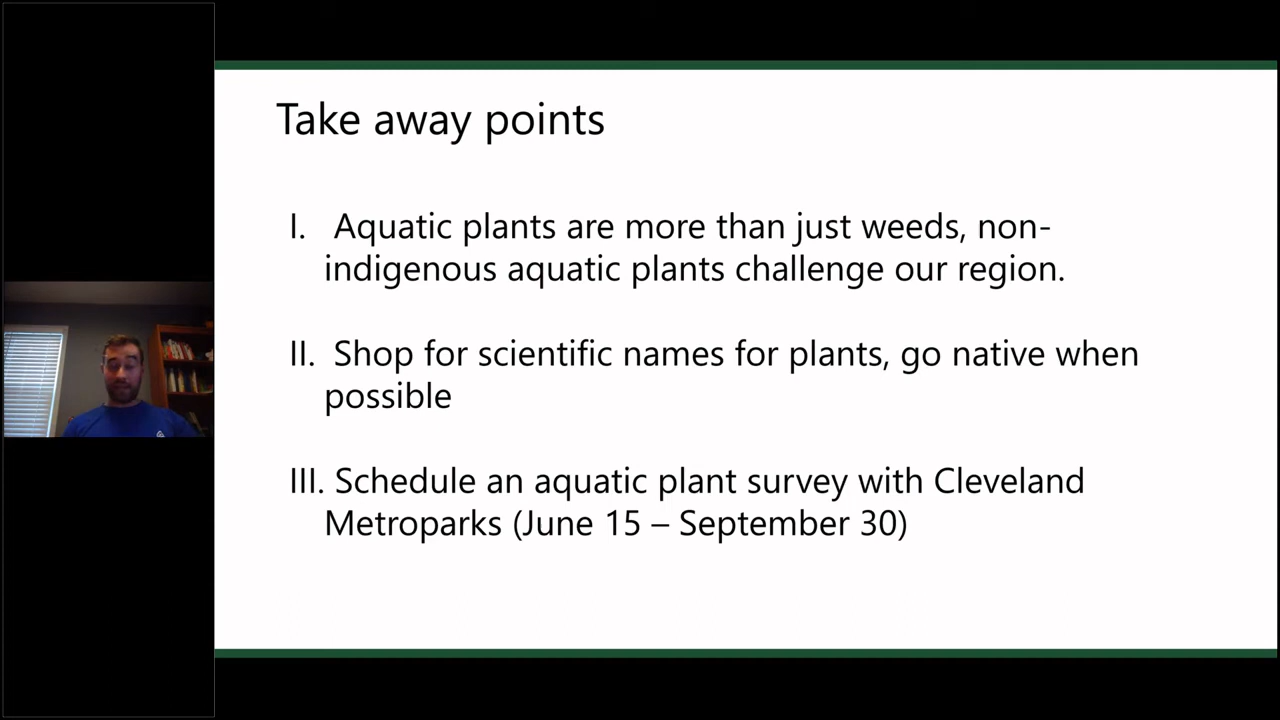 Take away points
I. Aquatic plants are more than just weeds, non-
indigenous aquatic plants challenge our region.
II. Shop for scientific names for plants, go native when
possible
III. Schedule an aquatic plant survey with Cleveland
Metroparks (June 15 – September 30)